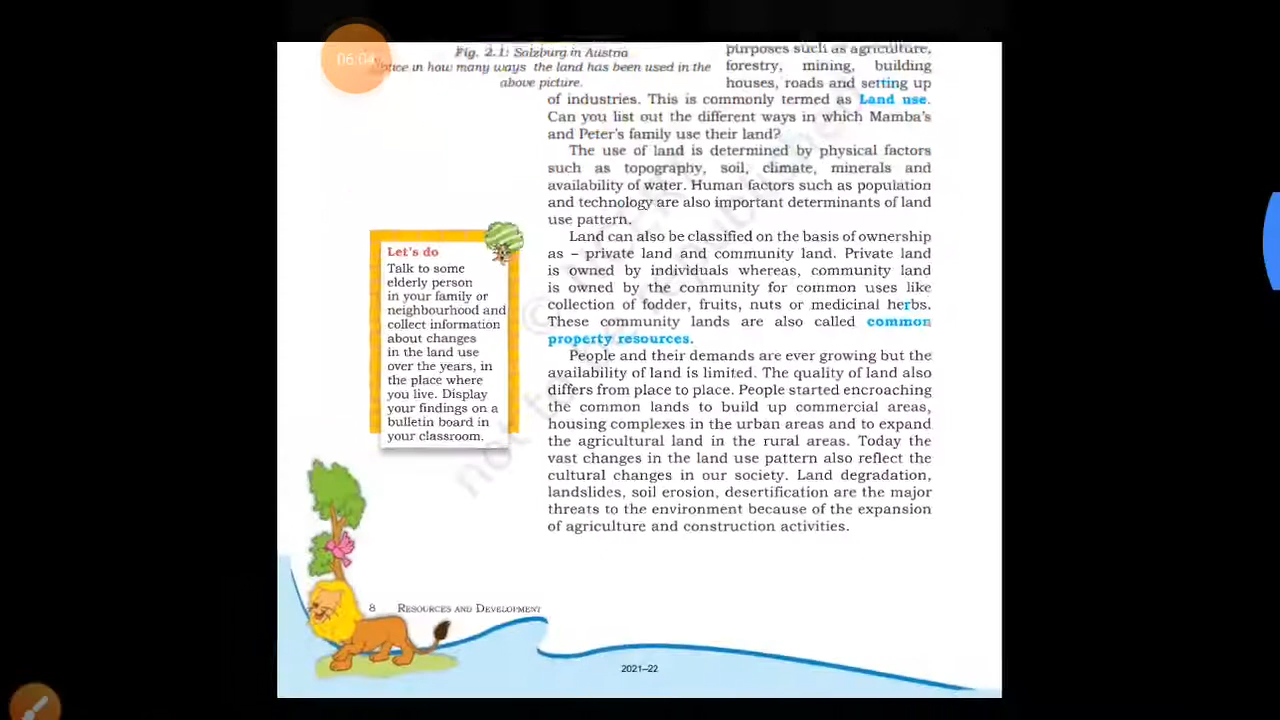 06:04
Fig. 2.1: Salzburg in Austria
Notice in how many ways the land has been used in the
above picture.
purposes such as agriculture,
forestry, mining, building
houses, roads and setting up
of industries. This is commonly termed as Land use.
Can you list out the different ways in which Mamba's
and Peter's family use their land?
The use of land is determined by physical factors
such as topography, soil, climate, minerals and
availability of water. Human factors such as population
and technology are also important determinants of land
use pattern.
Land can also be classified on the basis of ownership
as – private land and community land. Private land
is owned by individuals whereas, community land
is owned by the community for common uses like
collection of fodder, fruits, nuts or medicinal herbs.
These community lands are also called common
property resources.
People and their demands are ever growing but the
availability of land is limited. The quality of land also
differs from place to place. People started encroaching
the common lands to build up commercial areas,
housing complexes in the urban areas and to expand
the agricultural land in the rural areas. Today the
vast changes in the land use pattern also reflect the
cultural changes in our society. Land degradation,
landslides, soil erosion, desertification are the major
threats to the environment because of the expansion
of agriculture and construction activities.
Let's do
Talk to some
elderly person
in your family or
neighbourhood and
collect information
about changes
in the land use
over the years, in
the place where
you live. Display
your findings on a
bulletin board in
your classroom.
8 Resources and Development
2021–22